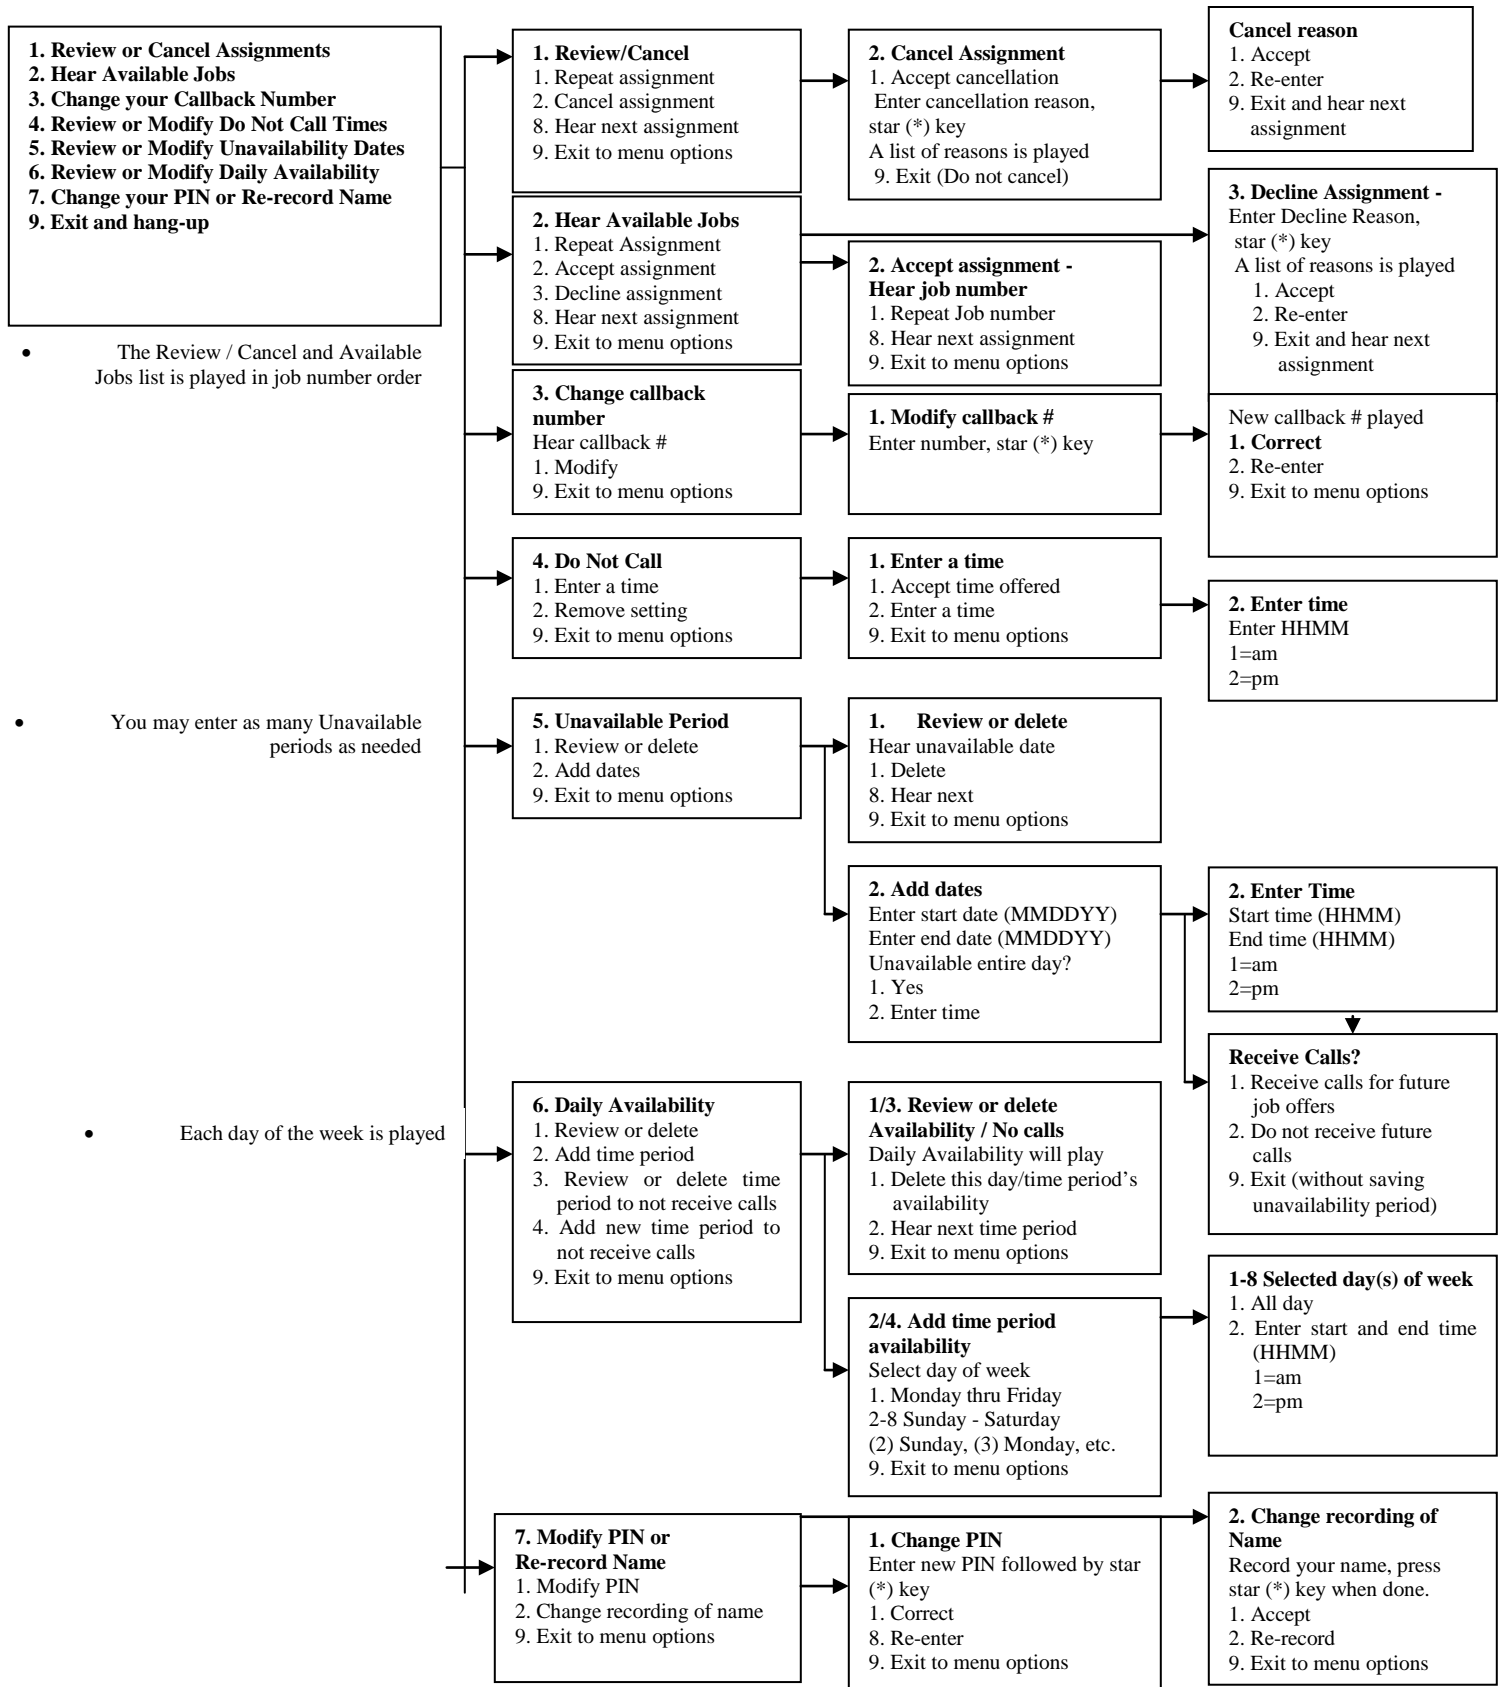 1. Review or Cancel Assignments
2. Hear Available Jobs
3. Change your Callback Number
4. Review or Modify Do Not Call Times
5. Review or Modify Unavailability Dates
6. Review or Modify Daily Availability
7. Change your PIN or Re-record Name
9. Exit and hang-up
• The Review / Cancel and Available
Jobs list is played in job number order
• You may enter as many Unavailable
periods as needed
• Each day of the week is played
1. Review/Cancel
1. Repeat assignment
2. Cancel assignment
8. Hear next assignment
9. Exit to menu options
2. Cancel Assignment
1. Accept cancellation
Enter cancellation reason,
star (*) key
A list of reasons is played
9. Exit (Do not cancel)
Cancel reason
1. Accept
2. Re-enter
9. Exit and hear next
assignment
2. Hear Available Jobs
1. Repeat Assignment
2. Accept assignment
3. Decline assignment
8. Hear next assignment
9. Exit to menu options
2. Accept assignment -
Hear job number
1. Repeat Job number
8. Hear next assignment
9. Exit to menu options
3. Decline Assignment -
Enter Decline Reason,
star (*) key
A list of reasons is played
1. Accept
2. Re-enter
9. Exit and hear next
assignment
3. Change callback
number
Hear callback #
1. Modify
9. Exit to menu options
1. Modify callback #
Enter number, star (*) key
New callback # played
1. Correct
2. Re-enter
9. Exit to menu options
4. Do Not Call
1. Enter a time
2. Remove setting
9. Exit to menu options
1. Enter a time
1. Accept time offered
2. Enter a time
9. Exit to menu options
2. Enter time
Enter HHMM
1=am
2=pm
5. Unavailable Period
1. Review or delete
2. Add dates
9. Exit to menu options
1. Review or delete
Hear unavailable date
1. Delete
8. Hear next
9. Exit to menu options
2. Add dates
Enter start date (MMDDYY)
Enter end date (MMDDYY)
Unavailable entire day?
1. Yes
2. Enter time
2. Enter Time
Start time (HHMM)
End time (HHMM)
1=am
2=pm
Receive Calls?
1. Receive calls for future
job offers
2. Do not receive future
calls
9. Exit (without saving
unavailability period)
6. Daily Availability
1. Review or delete
2. Add time period
3. Review or delete time
period to not receive calls
4. Add new time period to
not receive calls
9. Exit to menu options
1/3. Review or delete
Availability / No calls
Daily Availability will play
1. Delete this day/time period's
availability
2. Hear next time period
9. Exit to menu options
2/4. Add time period
availability
Select day of week
1. Monday thru Friday
2-8 Sunday - Saturday
(2) Sunday, (3) Monday, etc.
9. Exit to menu options
1-8 Selected day(s) of week
1. All day
2. Enter start and end time
(HHMM)
1=am
2=pm
7. Modify PIN or
Re-record Name
1. Modify PIN
2. Change recording of name
9. Exit to menu options
1. Change PIN
Enter new PIN followed by star
(*) key
1. Correct
8. Re-enter
9. Exit to menu options
2. Change recording of
Name
Record your name, press
star (*) key when done.
1. Accept
2. Re-record
9. Exit to menu options